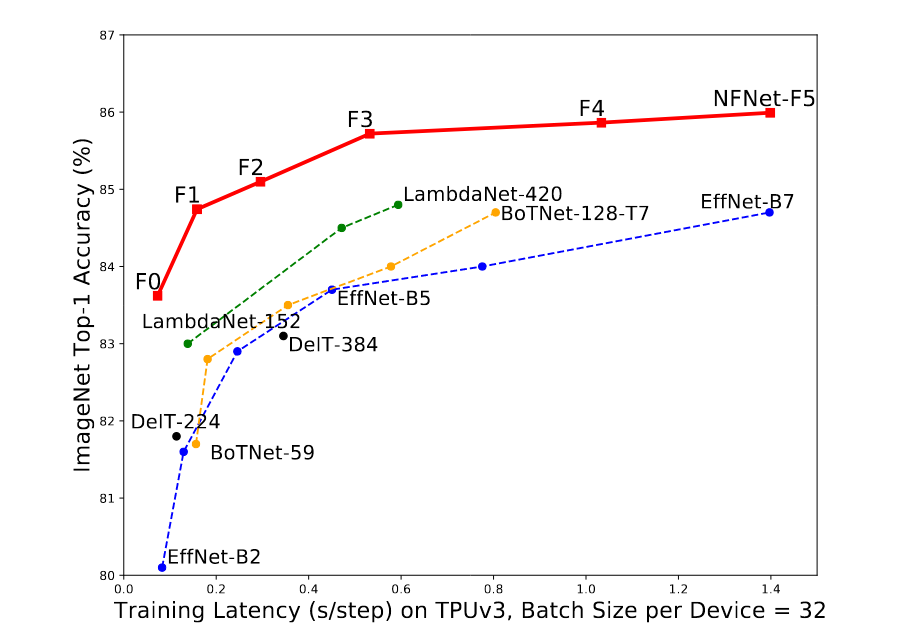 87
86
85
84
83
82
81
80
ImageNet Top-1 Accuracy (%)
NFNet-F5
F4
F3
F2
F1
F0
LambdaNet-420
EffNet-B7
BoTNet-128-T7
EffNet-B5
LambdaNet-152
DeIT-384
DeIT-224
BoTNet-59
EffNet-B2
0.0 0.2 0.4 0.6 0.8 1.0 1.2 1.4
Training Latency (s/step) on TPUv3, Batch Size per Device = 32